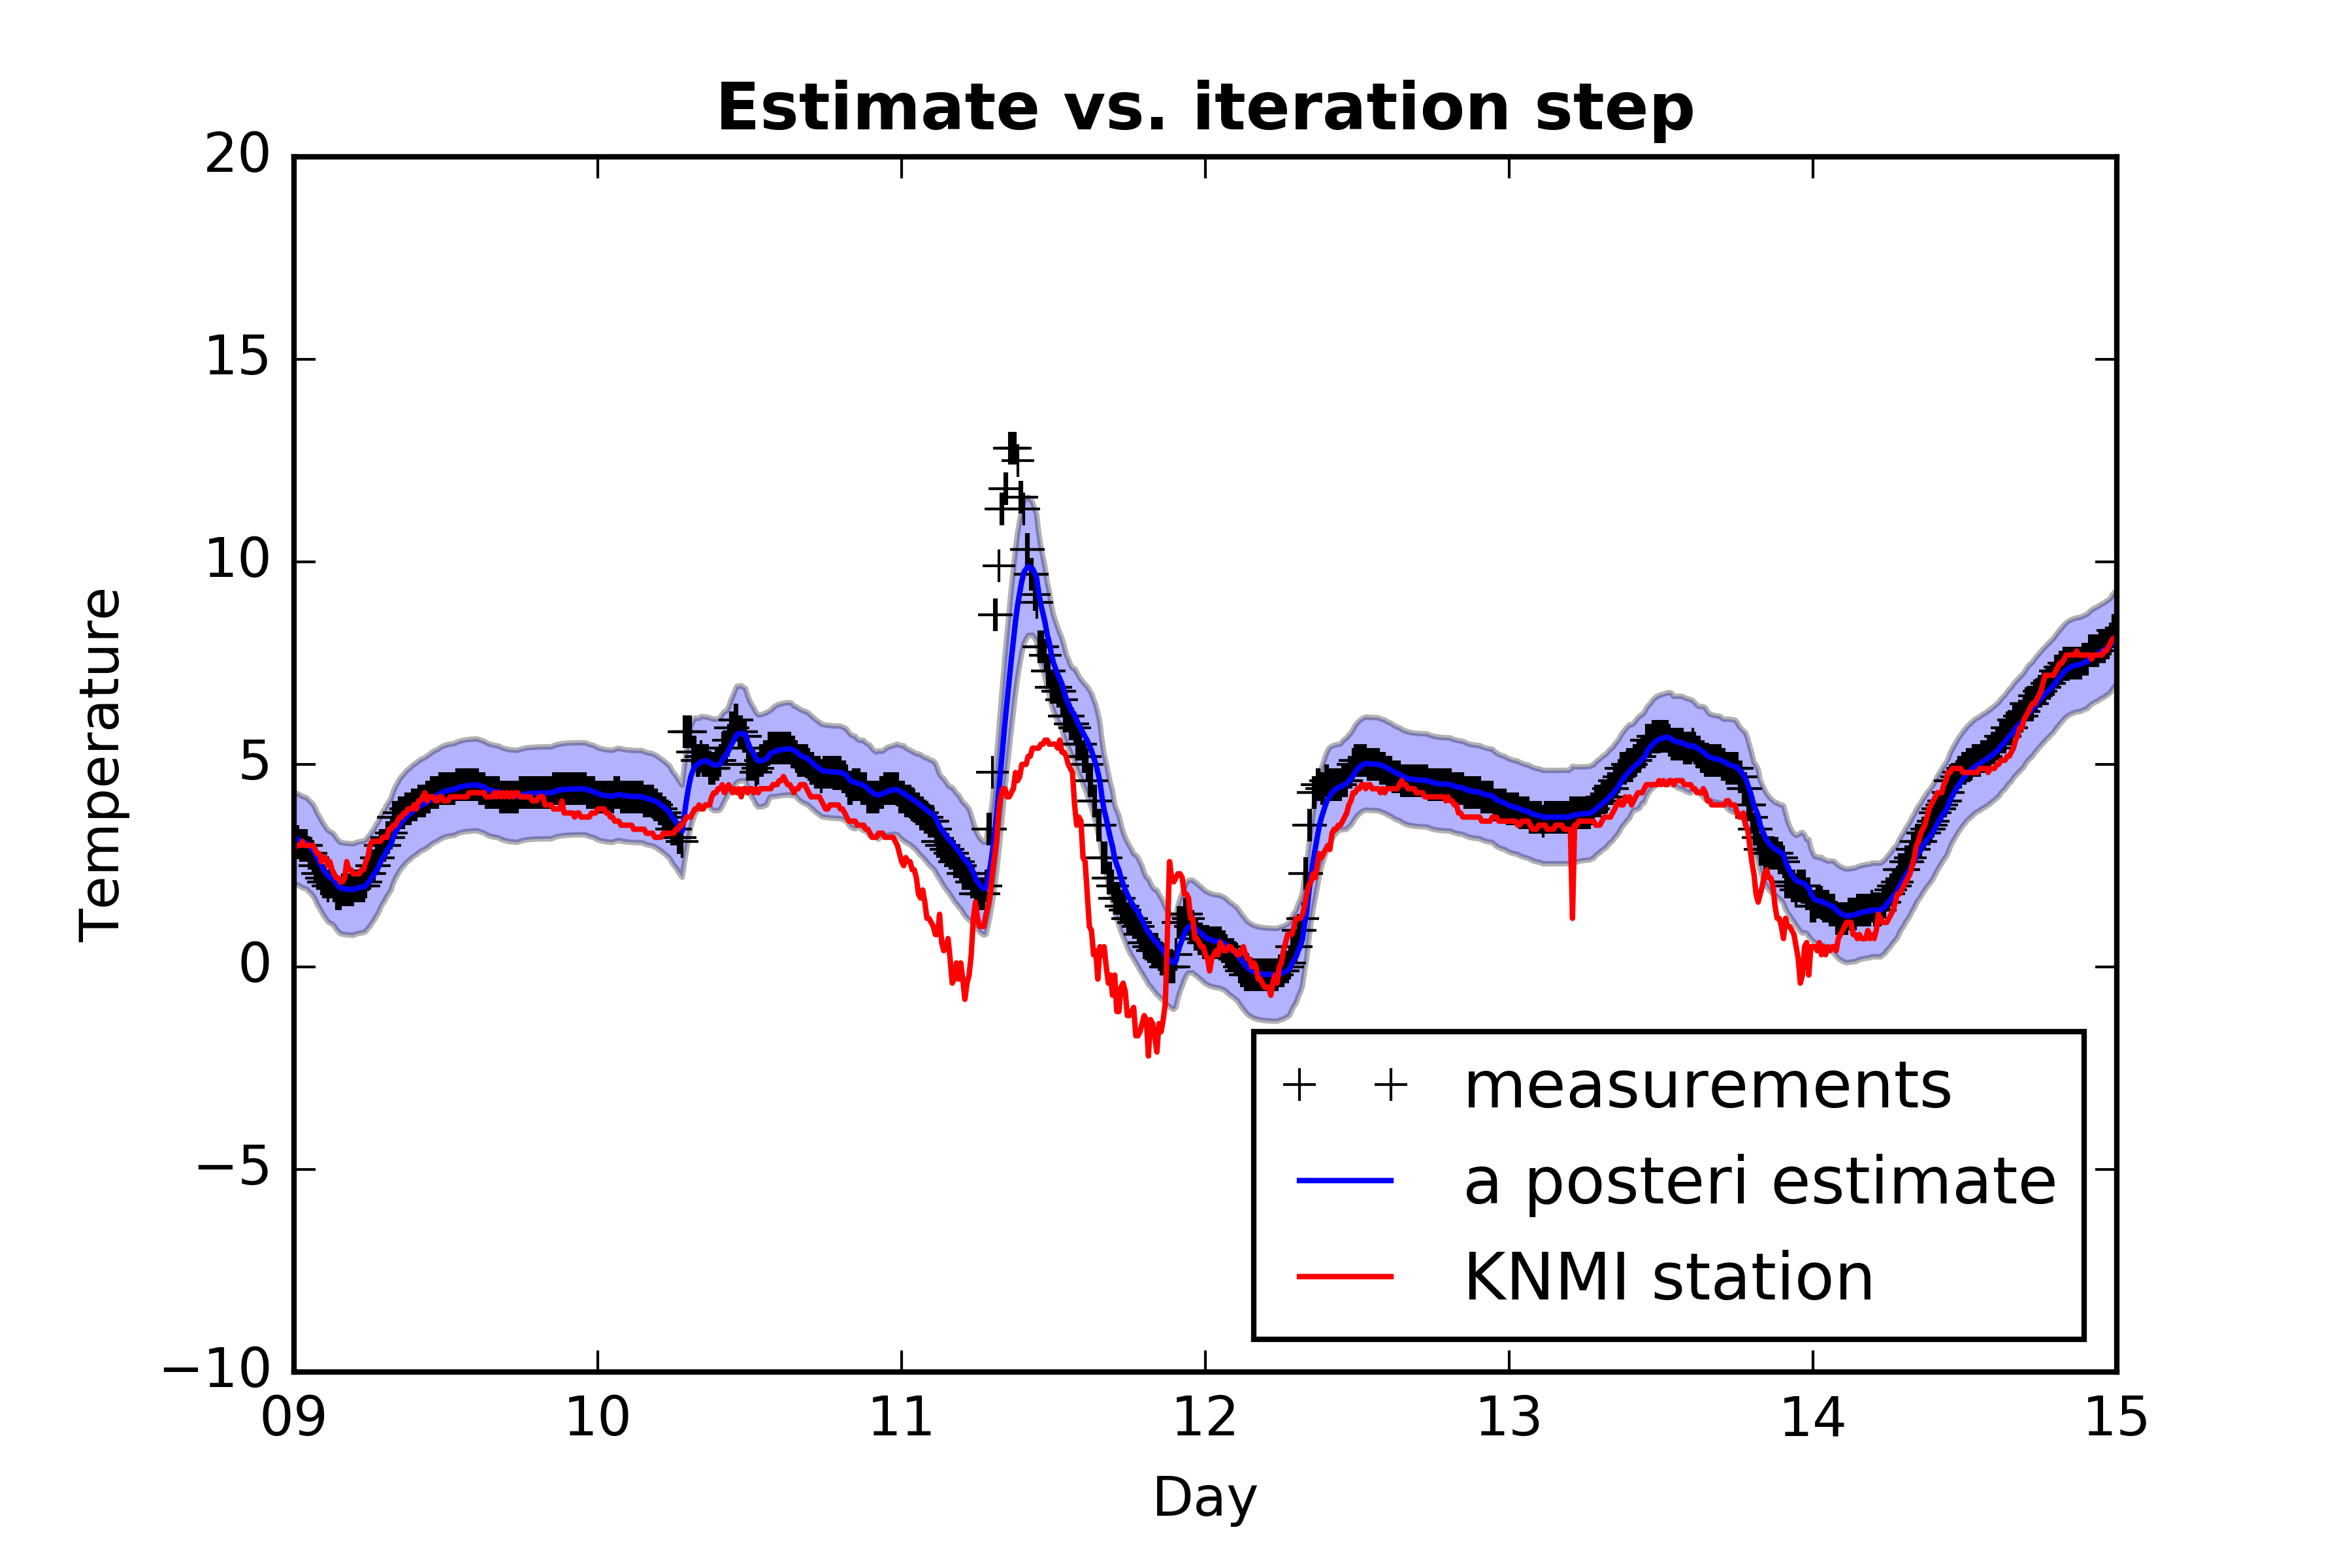 Estimate vs. iteration step
20
15
10
5
0
−5
−10
Temperature
measurements
a posteri estimate
KNMI station
09 10 11 12 13 14 15
Day